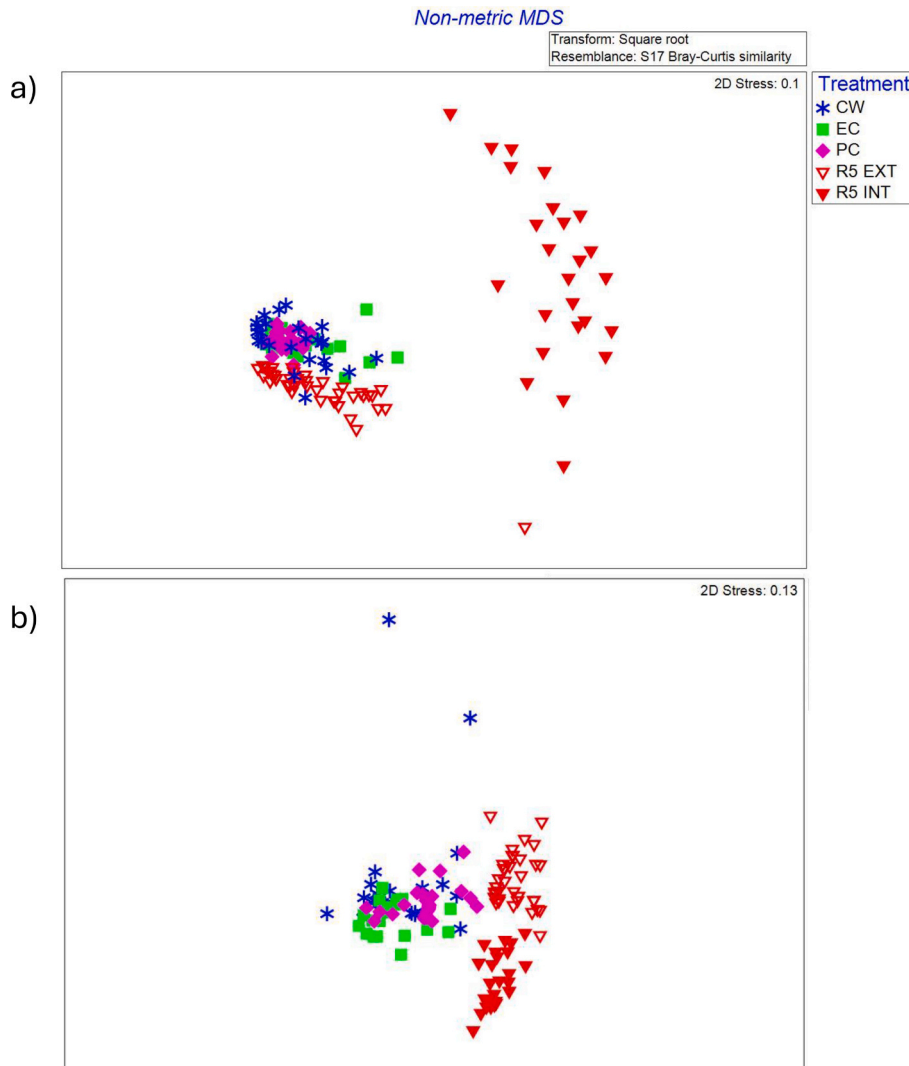 Non-metric MDS
Transform: Square root
Resemblance: S17 Bray-Curtis similarity
a)
2D Stress: 0.1
Treatment
CW
EC
PC
R5 EXT
R5 INT
b)
2D Stress: 0.13